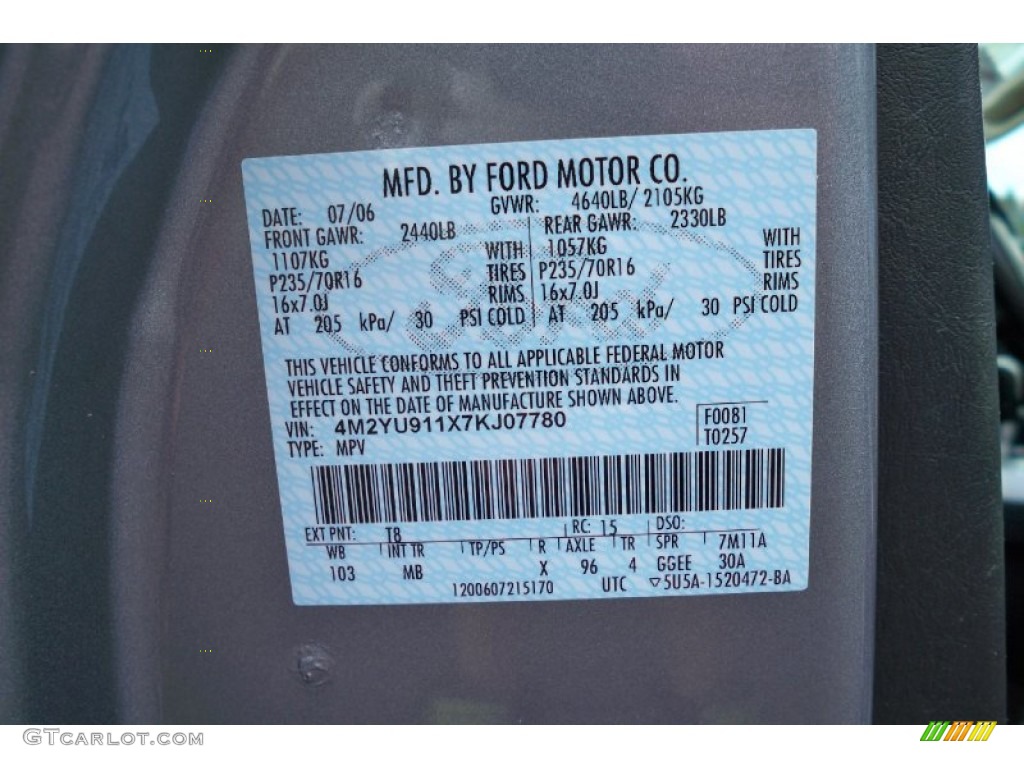 MFD. BY FORD MOTOR CO.
DATE: 07/06 GVWR: 4640LB/ 2105KG
FRONT GAWR: 2440LB REAR GAWR: 2330LB
1107KG WITH 1057KG WITH
P235/70R16 TIRES P235/70R16 TIRES
16x7.0J RIMS 16x7.0J RIMS
AT 205 kPa/ 30 PSI COLD AT 205 kPa/ 30 PSI COLD
THIS VEHICLE CONFORMS TO ALL APPLICABLE FEDERAL MOTOR
VEHICLE SAFETY AND THEFT PREVENTION STANDARDS IN
EFFECT ON THE DATE OF MANUFACTURE SHOWN ABOVE.
VIN: 4M2YU911X7KJ07780 F0081
TYPE: MPV T0257
EXT PNT: T8 RC: 15 DSO:
WB INT TR TP/PS R AXLE TR SPR 7M11A
103 MB X 96 4 GGEE 30A
1200607215170 UTC ▽5U5A-1520472-BA
GTCARLOT.COM